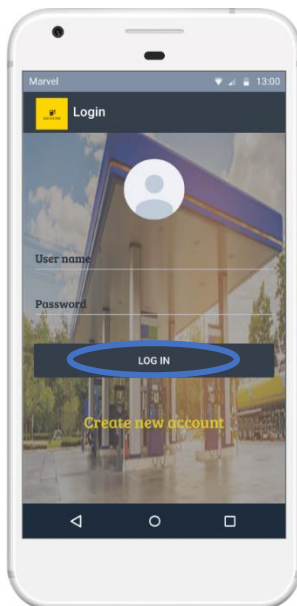 Marvel 13:00
Login
User name
Password
LOG IN
Create new account